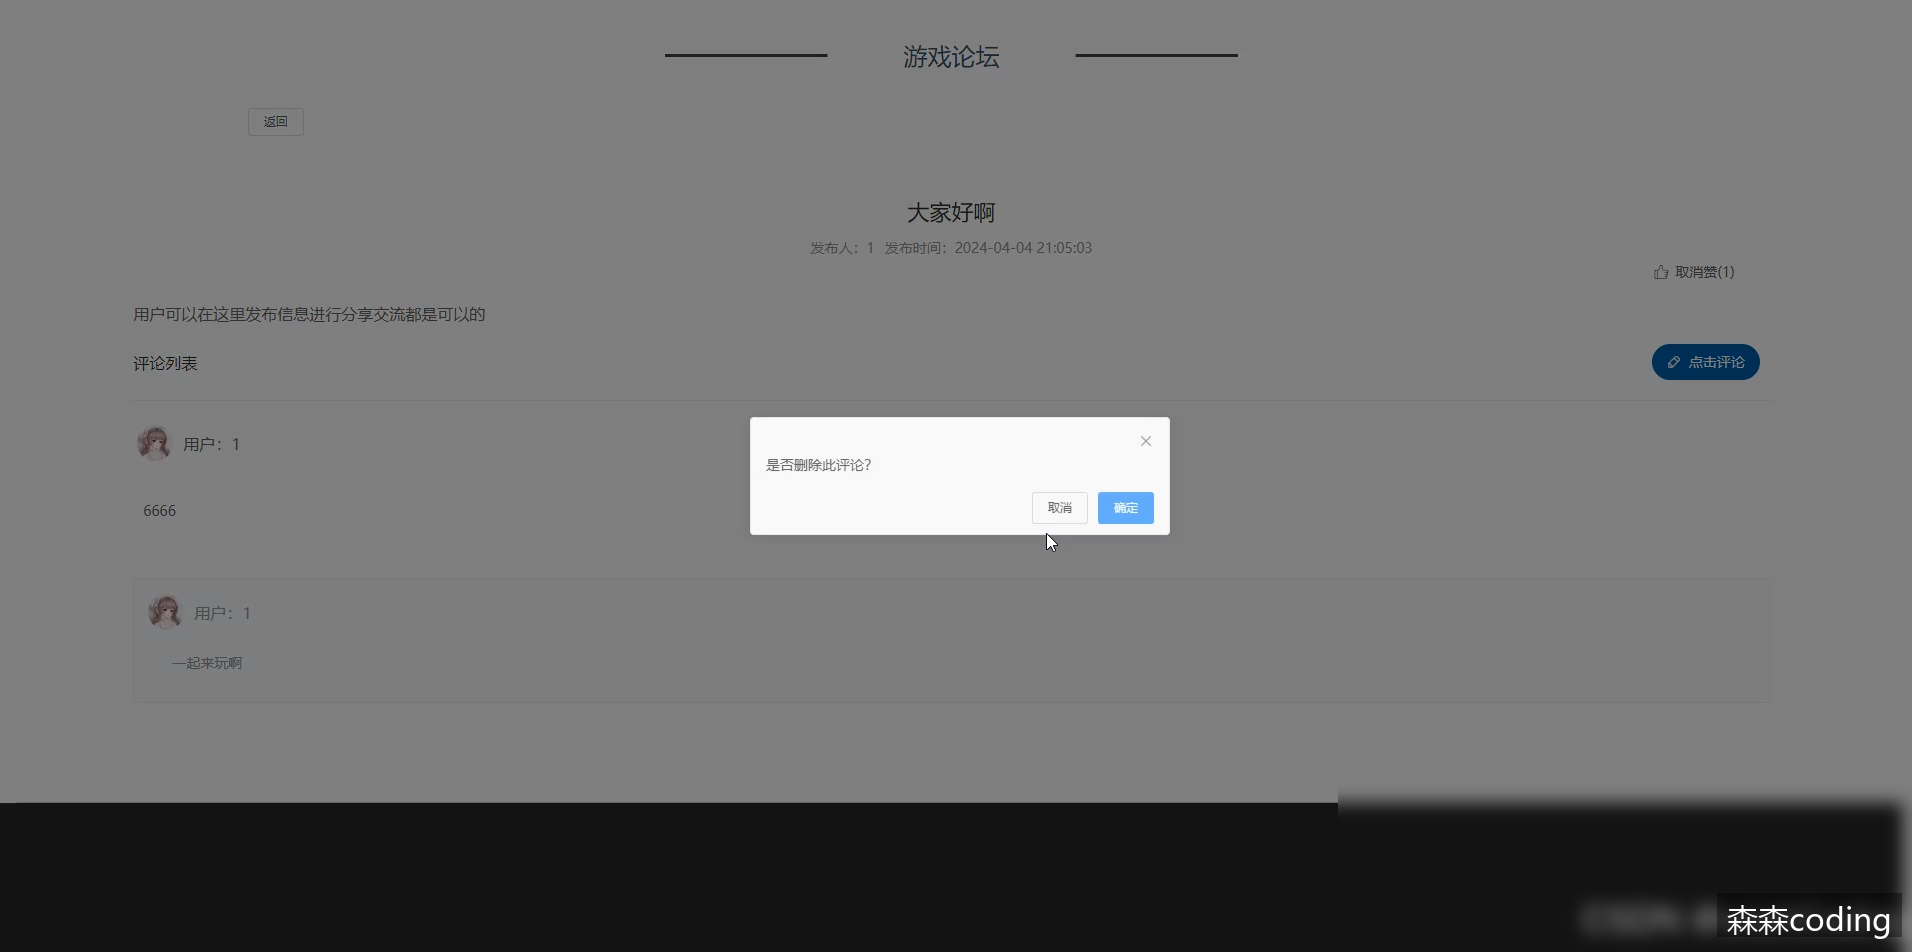 游戏论坛
返回
大家好啊
发布人：1 发布时间：2024-04-04 21:05:03
取消赞(1)
用户可以在这里发布信息进行分享交流都是可以的
评论列表
点击评论
用户：1
是否删除此评论?
取消 确定
6666
用户：1
一起来玩啊
森森coding